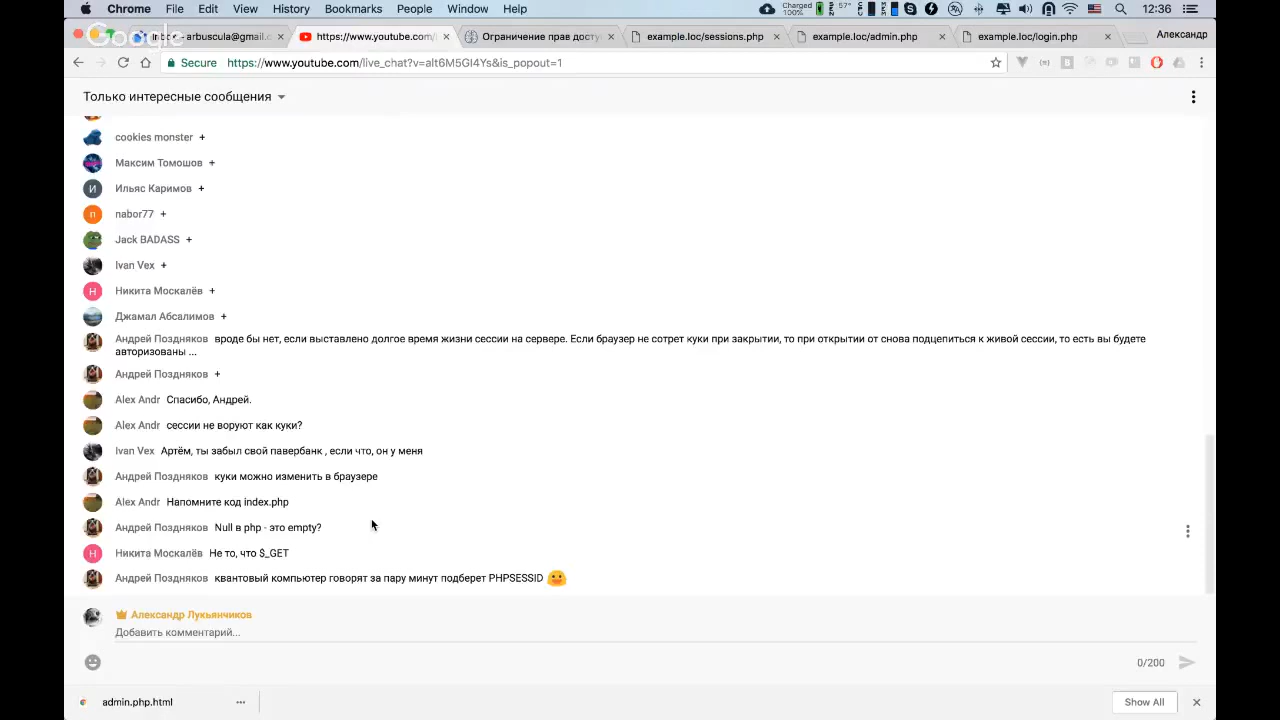 Chrome File Edit View History Bookmarks People Window Help Charged 100% 57° 12:36
Google
arbuscula@gmail.c × https://www.youtube.com/ × Ограничение прав досту × example.loc/sessions.php × example.loc/admin.php × example.loc/login.php × Александр
Secure https://www.youtube.com/live_chat?v=alt6M5GI4Ys&is_popout=1
Только интересные сообщения
cookies monster +
Максим Томошов +
И Ильяс Каримов +
п nabor77 +
Jack BADASS +
Ivan Vex +
Н Никита Москалёв +
Джамал Абсалимов +
Андрей Поздняков вроде бы нет, если выставлено долгое время жизни сессии на сервере. Если браузер не сотрет куки при закрытии, то при открытии от снова подцепиться к живой сессии, то есть вы будете
авторизованы ...
Андрей Поздняков +
Alex Andr Спасибо, Андрей.
Alex Andr сессии не воруют как куки?
Ivan Vex Артём, ты забыл свой павербанк , если что, он у меня
Андрей Поздняков куки можно изменить в браузере
Alex Andr Напомните код index.php
Андрей Поздняков Null в php - это empty?
Н Никита Москалёв Не то, что $_GET
Андрей Поздняков квантовый компьютер говорят за пару минут подберет PHPSESSID
Александр Лукьянчиков
Добавить комментарий...
0/200
admin.php.html
Show All